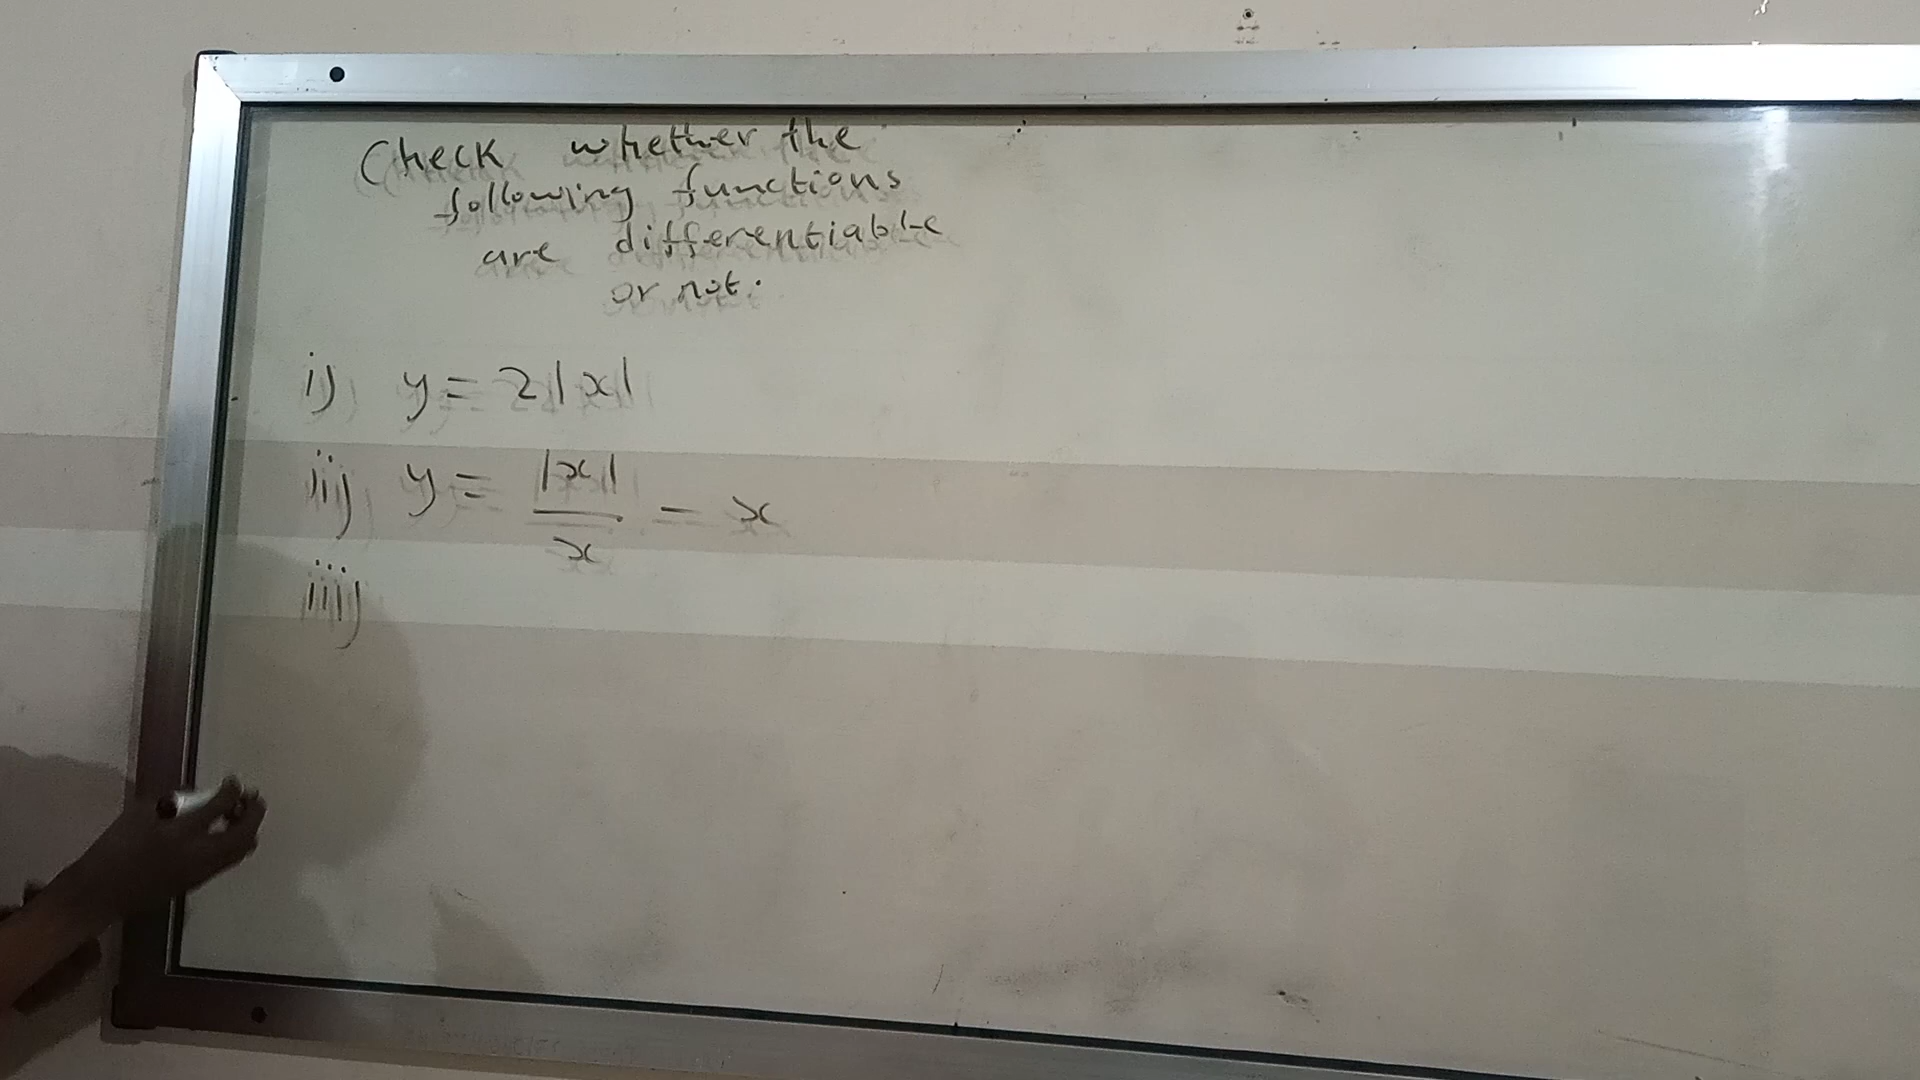 Check whether the
following functions
are differentiable
or not.
i) y = 2|x|
ii) y = |x|/x = x
iii)